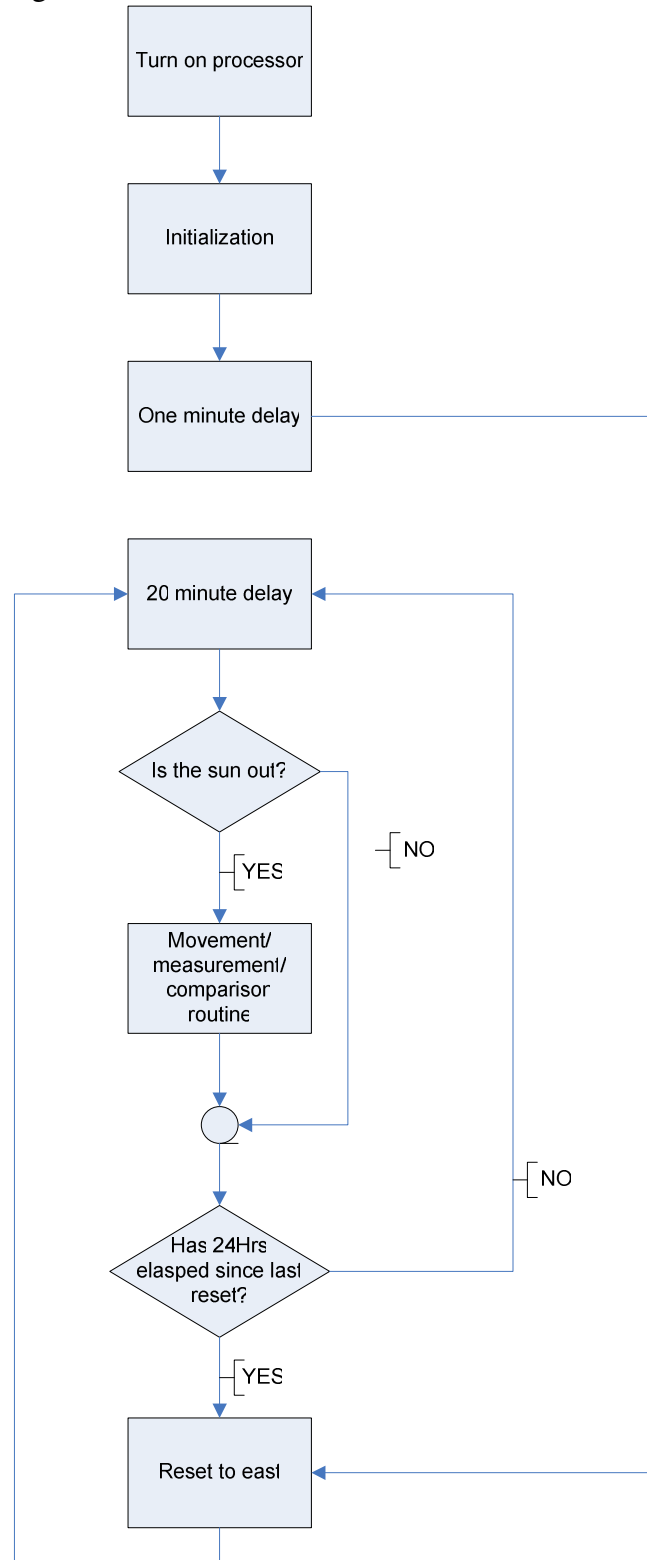 Turn on processor
Initialization
One minute delay
20 minute delay
Is the sun out?
NO
YES
Movement/
measurement/
comparison
routine
NO
Has 24Hrs
elasped since last
reset?
YES
Reset to east